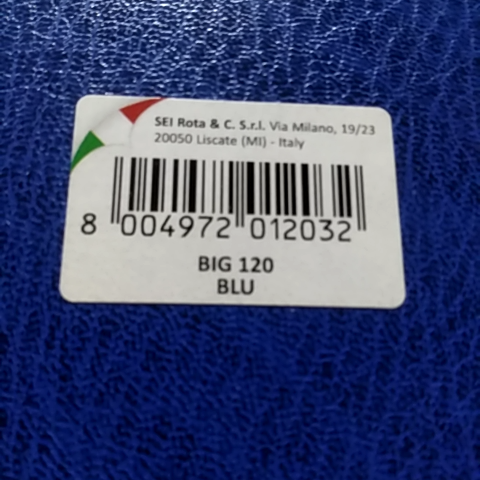 SEI Rota & C. S.r.l. Via Milano, 19/23
20050 Liscate (MI) - Italy
8 004972 012032
BIG 120
BLU